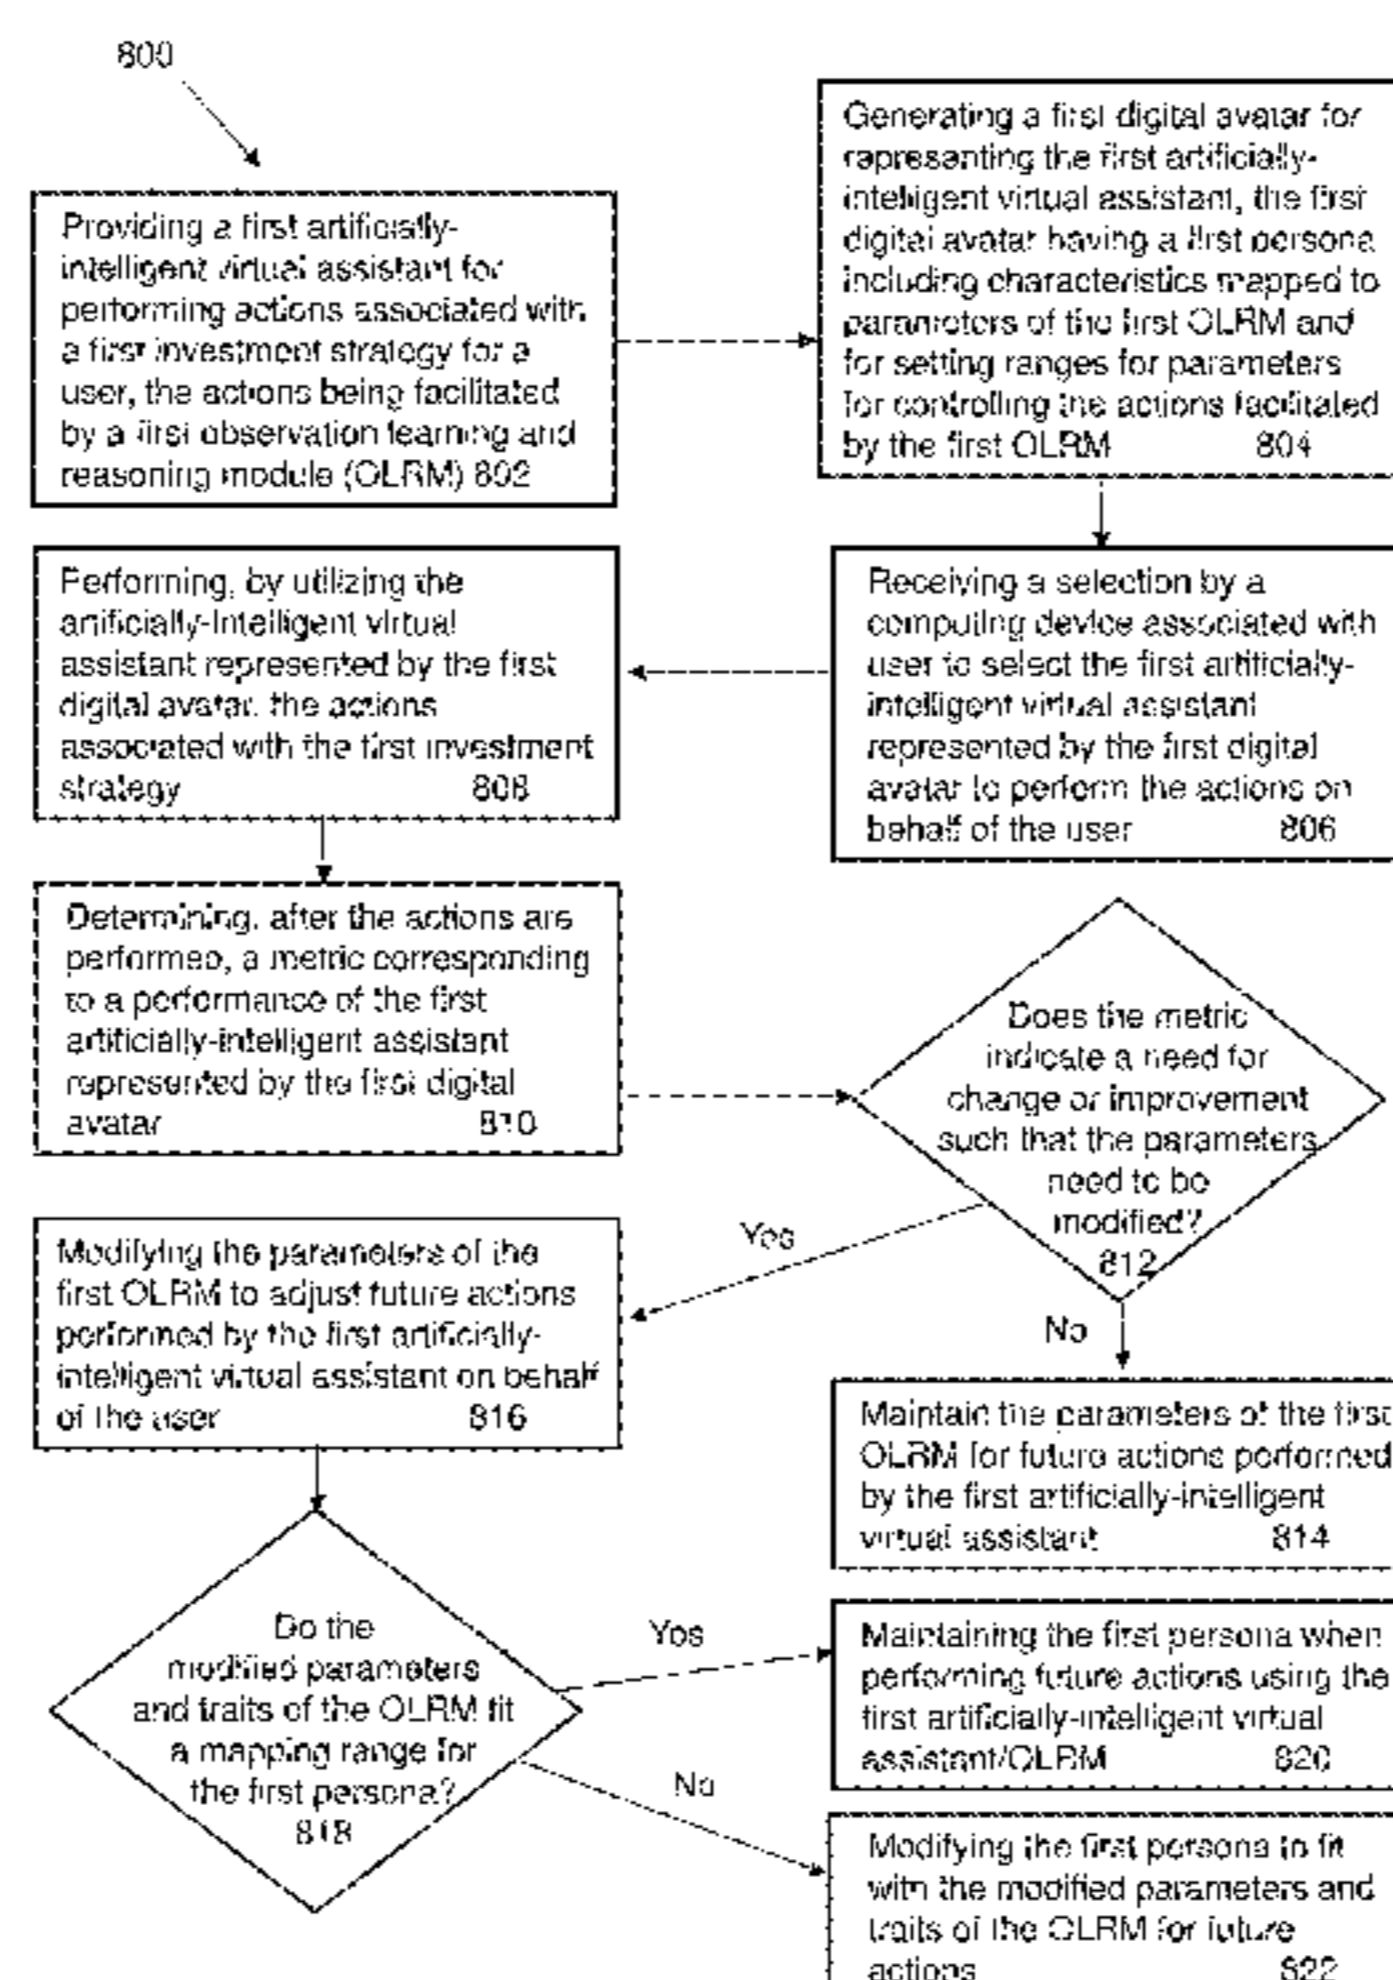 800
Providing a first artificially-
intelligent virtual assistant for
performing actions associated with
a first investment strategy for a
user, the actions being facilitated
by a first observation learning and
reasoning module (OLRM) 802
Generating a first digital avatar for
representing the first artificially-
intelligent virtual assistant, the first
digital avatar having a first persona
including characteristics mapped to
parameters of the first OLRM and
for setting ranges for parameters
for controlling the actions facilitated
by the first OLRM 804
Receiving a selection by a
computing device associated with
user to select the first artificially-
intelligent virtual assistant
represented by the first digital
avatar to perform the actions on
behalf of the user 806
Performing, by utilizing the
artificially-intelligent virtual
assistant represented by the first
digital avatar, the actions
associated with the first investment
strategy 808
Determining, after the actions are
performed, a metric corresponding
to a performance of the first
artificially-intelligent assistant
represented by the first digital
avatar 810
Does the metric
indicate a need for
change or improvement
such that the parameters
need to be
modified?
812
Yes
No
Maintain the parameters of the first
OLRM for future actions performed
by the first artificially-intelligent
virtual assistant 814
Modifying the parameters of the
first OLRM to adjust future actions
performed by the first artificially-
intelligent virtual assistant on behalf
of the user 816
Do the
modified parameters
and traits of the OLRM fit
a mapping range for
the first persona?
818
Yes
Maintaining the first persona when
performing future actions using the
first artificially-intelligent virtual
assistant/OLRM 820
No
Modifying the first persona to fit
with the modified parameters and
traits of the OLRM for future
actions 822